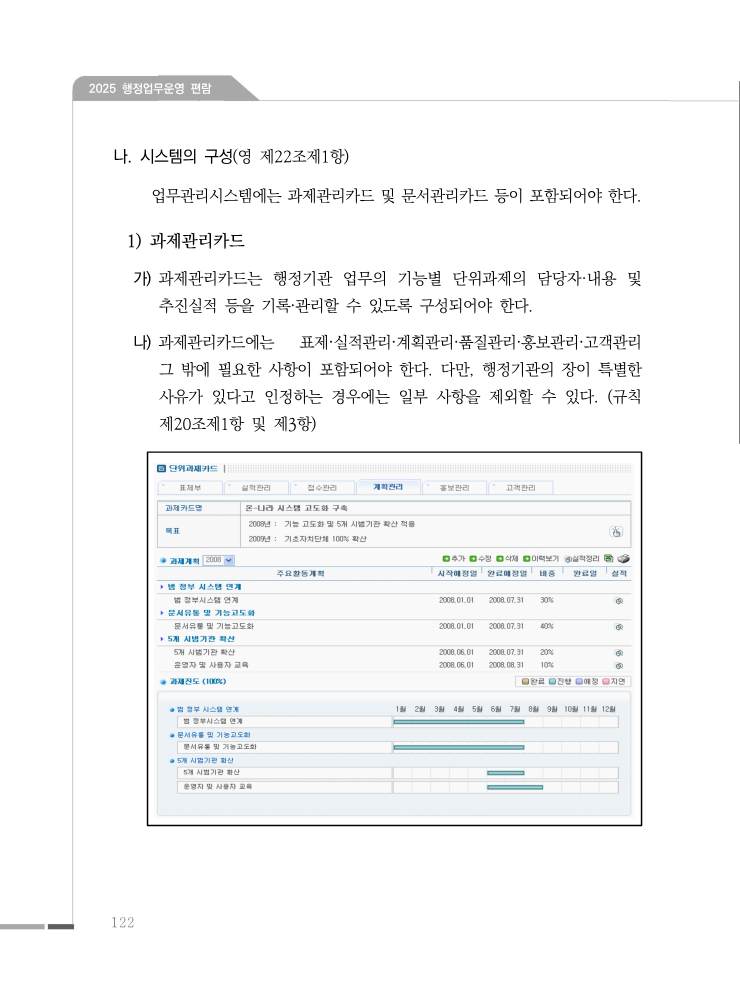 2025 행정업무운영 편람
나. 시스템의 구성(영 제22조제1항)
업무관리시스템에는 과제관리카드 및 문서관리카드 등이 포함되어야 한다.
1) 과제관리카드
가) 과제관리카드는 행정기관 업무의 기능별 단위과제의 담당자·내용 및
추진실적 등을 기록·관리할 수 있도록 구성되어야 한다.
나) 과제관리카드에는 표제·실적관리·계획관리·품질관리·홍보관리·고객관리
그 밖에 필요한 사항이 포함되어야 한다. 다만, 행정기관의 장이 특별한
사유가 있다고 인정하는 경우에는 일부 사항을 제외할 수 있다. (규칙
제20조제1항 및 제3항)
단위과제카드
표제부 실적관리 접수관리 계획관리 홍보관리 고객관리
과제카드명 온-나라 시스템 고도화 구축
목표
2008년 : 기능 고도화 및 5개 시범기관 확산 적용
2009년 : 기초자치단체 100% 확산
과제계획 2008 추가 수정 삭제 이력보기 실적정리
주요활동계획 시작예정일 완료예정일 비중 완료일 실적
범 정부 시스템 연계
범 정부시스템 연계 2008.01.01 2008.07.31 30%
문서유통 및 기능고도화
문서유통 및 기능고도화 2008.01.01 2008.07.31 40%
5개 시범기관 확산
5개 시범기관 확산 2008.06.01 2008.07.31 20%
운영자 및 사용자 교육 2008.06.01 2008.08.31 10%
과제진도 (100%) 완료 진행 예정 지연
범 정부 시스템 연계 1월 2월 3월 4월 5월 6월 7월 8월 9월 10월 11월 12월
범 정부시스템 연계
문서유통 및 기능고도화
문서유통 및 기능고도화
5개 시범기관 확산
5개 시범기관 확산
운영자 및 사용자 교육
122